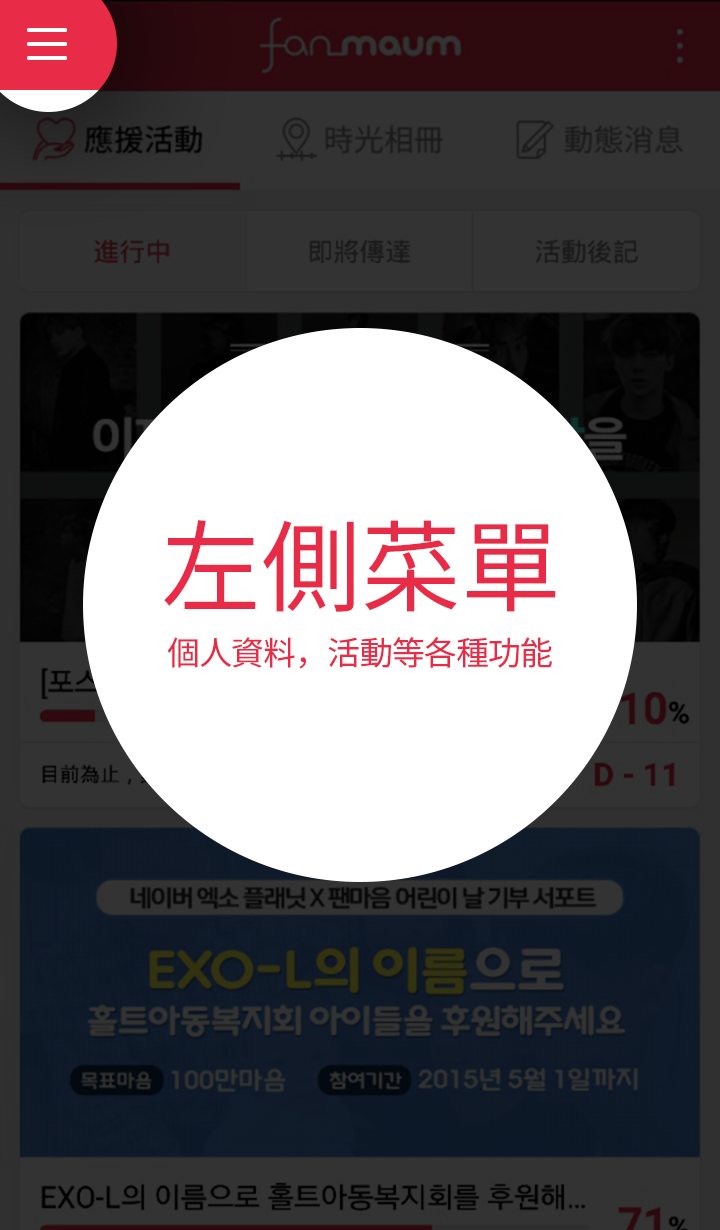 fanmaum
應援活動 時光相冊 動態消息
進行中 即將傳達 活動後記
左側菜單
個人資料，活動等各種功能
[포스
10%
目前為止，
D - 11
네이버 엑소 플래닛 X 팬마음 어린이 날 기부 서포트
EXO-L의 이름으로
홀트아동복지회 아이들을 후원해주세요
목표마음 100만마음 참여기간 2015년 5월 1일까지
EXO-L의 이름으로 홀트아동복지회를 후원해...
71%